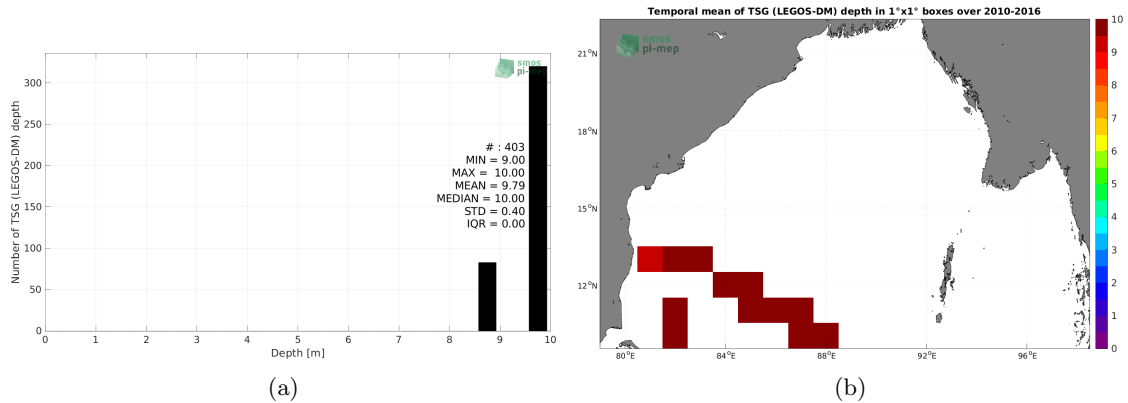 smos
pi-mep
Number of TSG (LEGOS-DM) depth
300
250
200
150
100
50
0
# : 403
MIN = 9.00
MAX = 10.00
MEAN = 9.79
MEDIAN = 10.00
STD = 0.40
IQR = 0.00
0 1 2 3 4 5 6 7 8 9 10
Depth [m]
(a)
Temporal mean of TSG (LEGOS-DM) depth in 1°x1° boxes over 2010-2016
smos
pi-mep
21°N
18°N
15°N
12°N
80°E 84°E 88°E 92°E 96°E
10
9
8
7
6
5
4
3
2
1
0
(b)